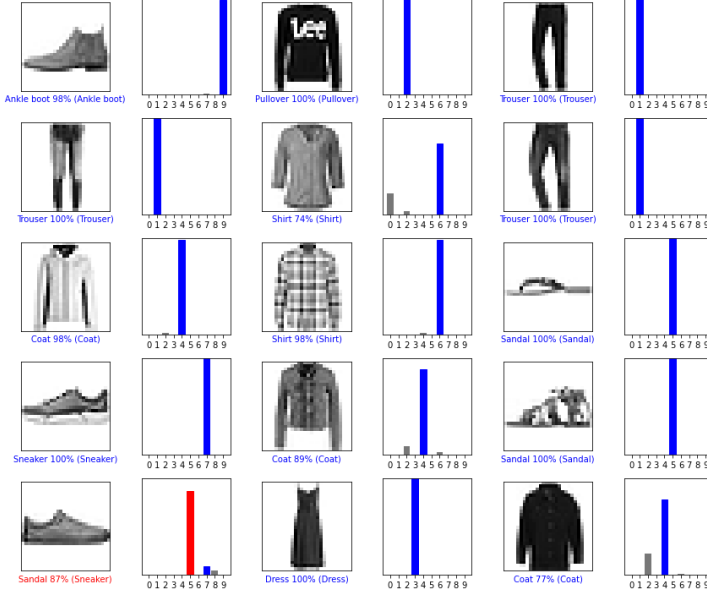 Lee
0 1 2 3 4 5 6 7 8 9 0 1 2 3 4 5 6 7 8 9 0 1 2 3 4 5 6 7 8 9
Ankle boot 98% (Ankle boot) Pullover 100% (Pullover) Trouser 100% (Trouser)
0 1 2 3 4 5 6 7 8 9 0 1 2 3 4 5 6 7 8 9 0 1 2 3 4 5 6 7 8 9
Trouser 100% (Trouser) Shirt 74% (Shirt) Trouser 100% (Trouser)
0 1 2 3 4 5 6 7 8 9 0 1 2 3 4 5 6 7 8 9 0 1 2 3 4 5 6 7 8 9
Coat 98% (Coat) Shirt 98% (Shirt) Sandal 100% (Sandal)
0 1 2 3 4 5 6 7 8 9 0 1 2 3 4 5 6 7 8 9 0 1 2 3 4 5 6 7 8 9
Sneaker 100% (Sneaker) Coat 89% (Coat) Sandal 100% (Sandal)
0 1 2 3 4 5 6 7 8 9 0 1 2 3 4 5 6 7 8 9 0 1 2 3 4 5 6 7 8 9
Sandal 87% (Sneaker) Dress 100% (Dress) Coat 77% (Coat)